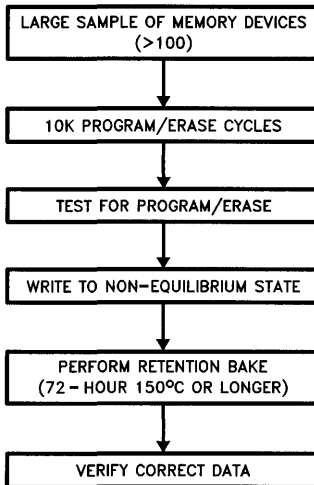 LARGE SAMPLE OF MEMORY DEVICES
(>100)
10K PROGRAM/ERASE CYCLES
TEST FOR PROGRAM/ERASE
WRITE TO NON-EQUILIBRIUM STATE
PERFORM RETENTION BAKE
(72-HOUR 150°C OR LONGER)
VERIFY CORRECT DATA